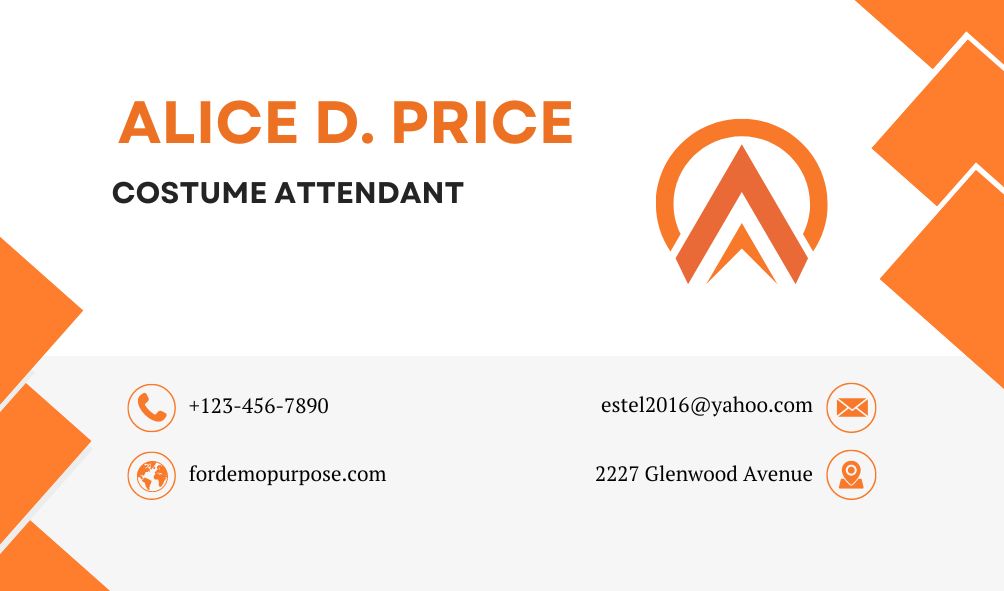 ALICE D. PRICE
COSTUME ATTENDANT
+123-456-7890
estel2016@yahoo.com
fordemopurpose.com
2227 Glenwood Avenue